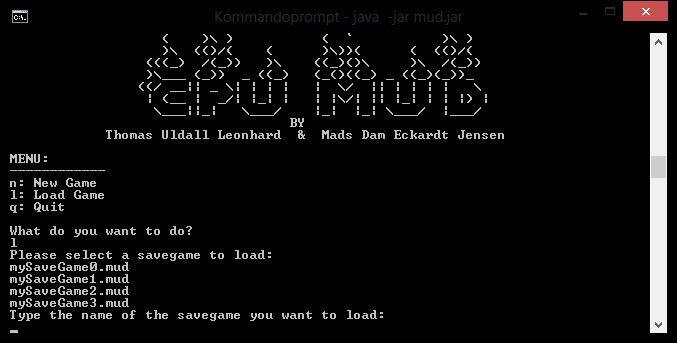 Kommandoprompt - java -jar mud.jar
CPU MUD
BY
Thomas Uldall Leonhard & Mads Dam Eckardt Jensen
MENU:
------------
n: New Game
l: Load Game
q: Quit
What do you want to do?
l
Please select a savegame to load:
mySaveGame0.mud
mySaveGame1.mud
mySaveGame2.mud
mySaveGame3.mud
Type the name of the savegame you want to load: